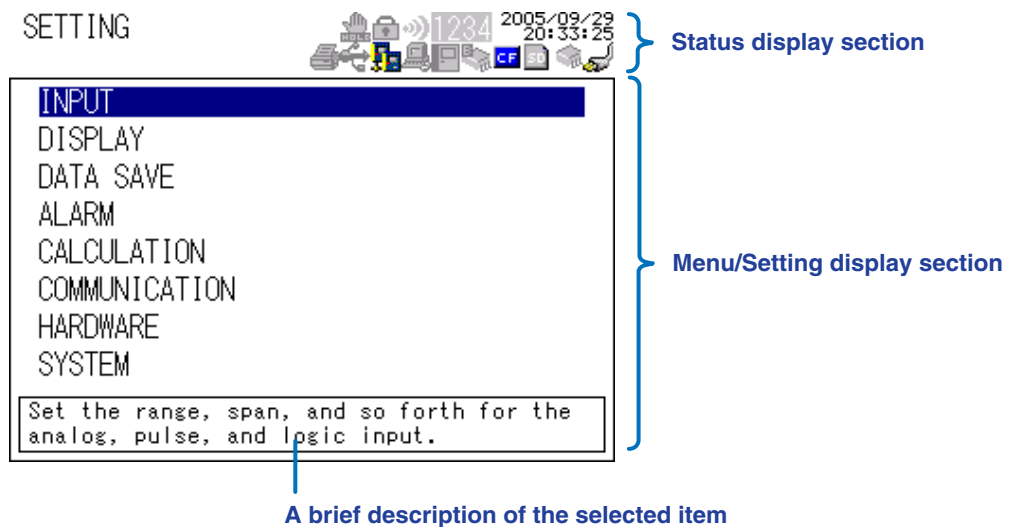 SETTING
HOLD
1234
2005/09/29
20:33:25
CF
SD
Status display section
INPUT
DISPLAY
DATA SAVE
ALARM
CALCULATION
COMMUNICATION
HARDWARE
SYSTEM
Menu/Setting display section
Set the range, span, and so forth for the
analog, pulse, and logic input.
A brief description of the selected item